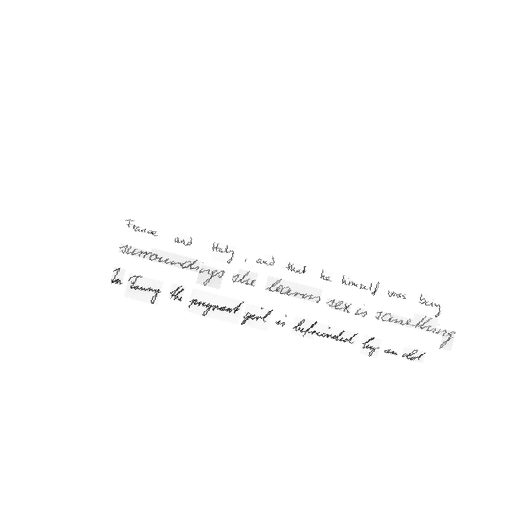 France and Italy, and that he himself was busy
surroundings she learns sex is something
In Tawny the pregnant girl is befriended by an old